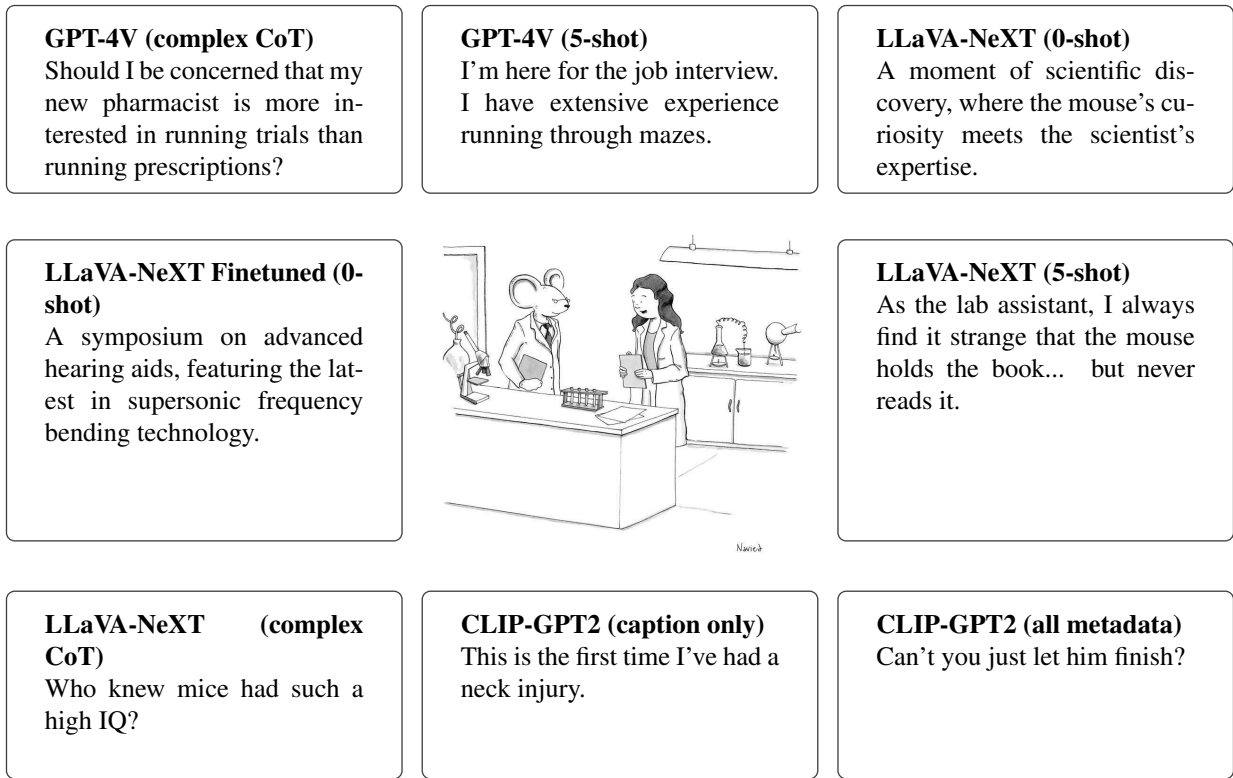 GPT-4V (complex CoT)
Should I be concerned that my
new pharmacist is more in-
terested in running trials than
running prescriptions?
GPT-4V (5-shot)
I'm here for the job interview.
I have extensive experience
running through mazes.
LLaVA-NeXT (0-shot)
A moment of scientific dis-
covery, where the mouse's cu-
riosity meets the scientist's
expertise.
LLaVA-NeXT Finetuned (0-
shot)
A symposium on advanced
hearing aids, featuring the lat-
est in supersonic frequency
bending technology.
LLaVA-NeXT (5-shot)
As the lab assistant, I always
find it strange that the mouse
holds the book... but never
reads it.
LLaVA-NeXT (complex
CoT)
Who knew mice had such a
high IQ?
CLIP-GPT2 (caption only)
This is the first time I've had a
neck injury.
CLIP-GPT2 (all metadata)
Can't you just let him finish?